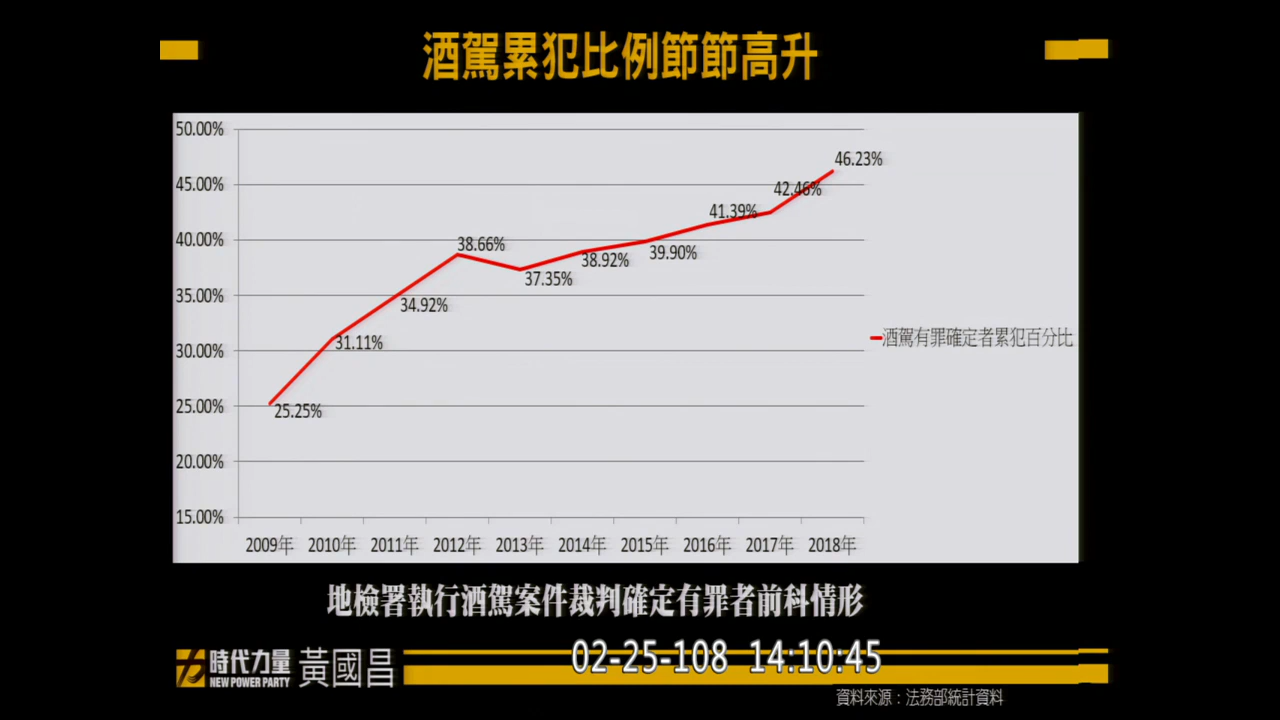 酒駕累犯比例節節高升
50.00%
45.00%
40.00%
35.00%
30.00%
25.00%
20.00%
15.00%
25.25%
31.11%
34.92%
38.66%
37.35%
38.92%
39.90%
41.39%
42.46%
46.23%
酒駕有罪確定者累犯百分比
2009年 2010年 2011年 2012年 2013年 2014年 2015年 2016年 2017年 2018年
地檢署執行酒駕案件裁判確定有罪者前科情形
時代力量 黃國昌
NEW POWER PARTY
02-25-108 14:10:45
資料來源：法務部統計資料